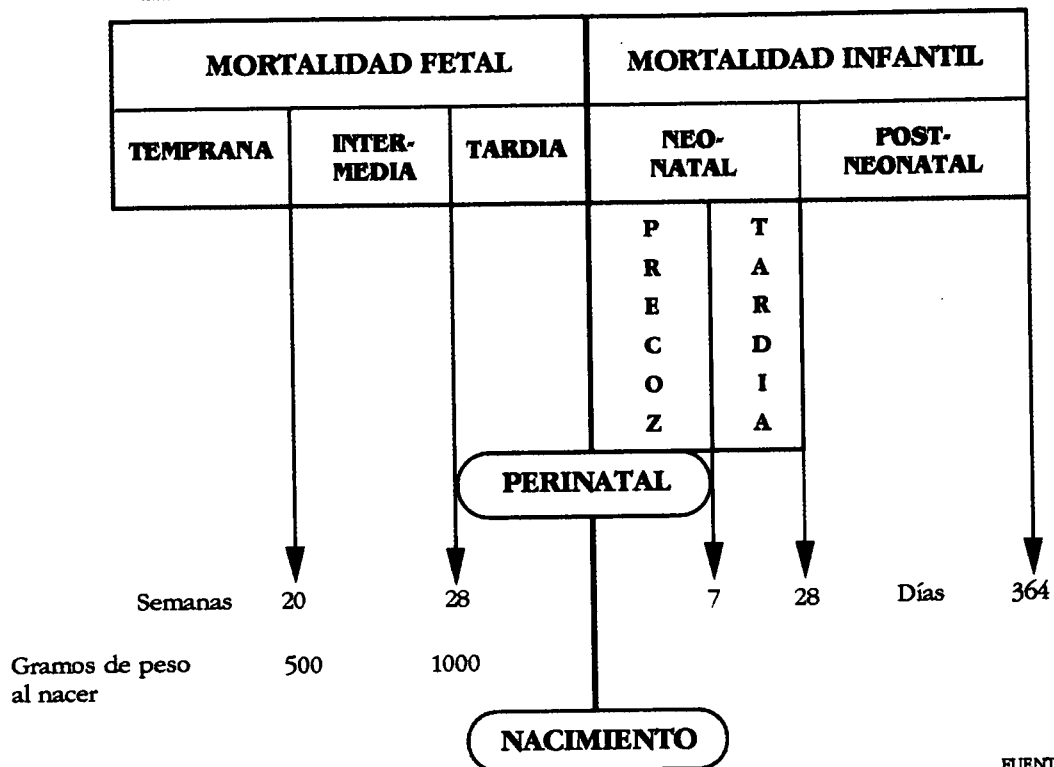 MORTALIDAD FETAL
MORTALIDAD INFANTIL
TEMPRANA
INTER-
MEDIA
TARDIA
NEO-
NATAL
POST-
NEONATAL
P
R
E
C
O
Z
T
A
R
D
I
A
PERINATAL
Semanas 20 28 7 28 Días 364
Gramos de peso 500 1000
al nacer
NACIMIENTO